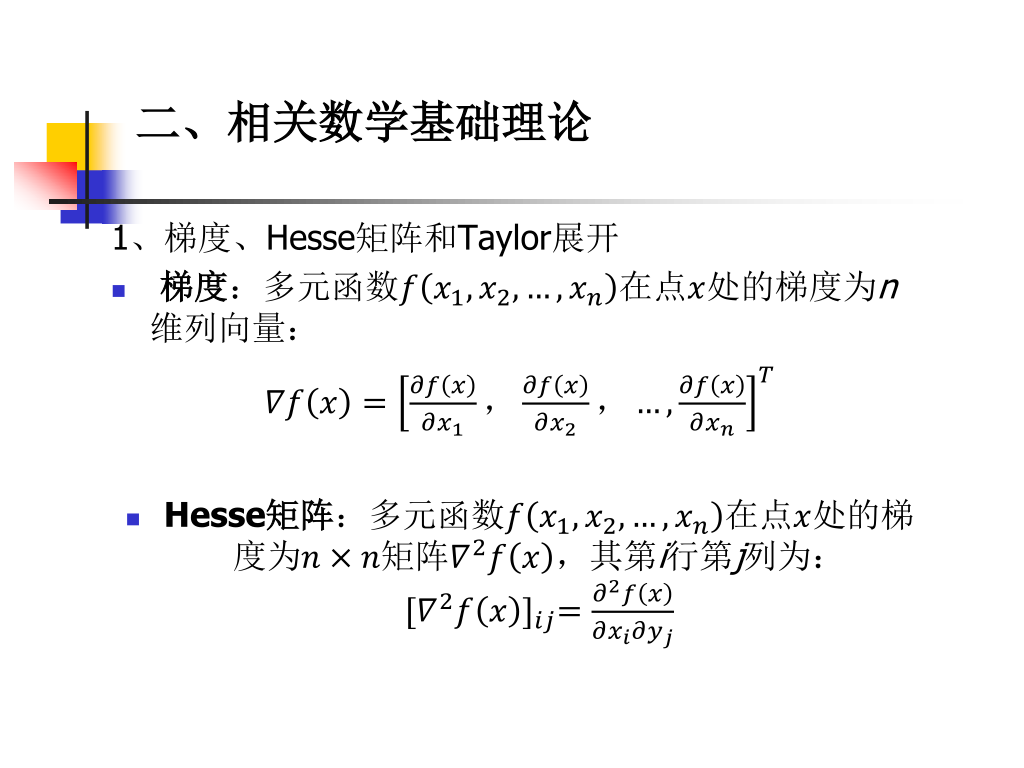 二、相关数学基础理论
1、梯度、Hesse矩阵和Taylor展开
■ 梯度：多元函数𝑓(𝑥₁, 𝑥₂, … , 𝑥ₙ)在点𝑥处的梯度为n
维列向量：
∇𝑓(𝑥) = [∂𝑓(𝑥)/∂𝑥₁ ， ∂𝑓(𝑥)/∂𝑥₂ ， … , ∂𝑓(𝑥)/∂𝑥ₙ]ᵀ
■ Hesse矩阵：多元函数𝑓(𝑥₁, 𝑥₂, … , 𝑥ₙ)在点𝑥处的梯
度为𝑛 × 𝑛矩阵∇²𝑓(𝑥)，其第i行第j列为：
[∇²𝑓(𝑥)]ᵢⱼ= ∂²𝑓(𝑥)/∂𝑥ᵢ∂𝑦ⱼ